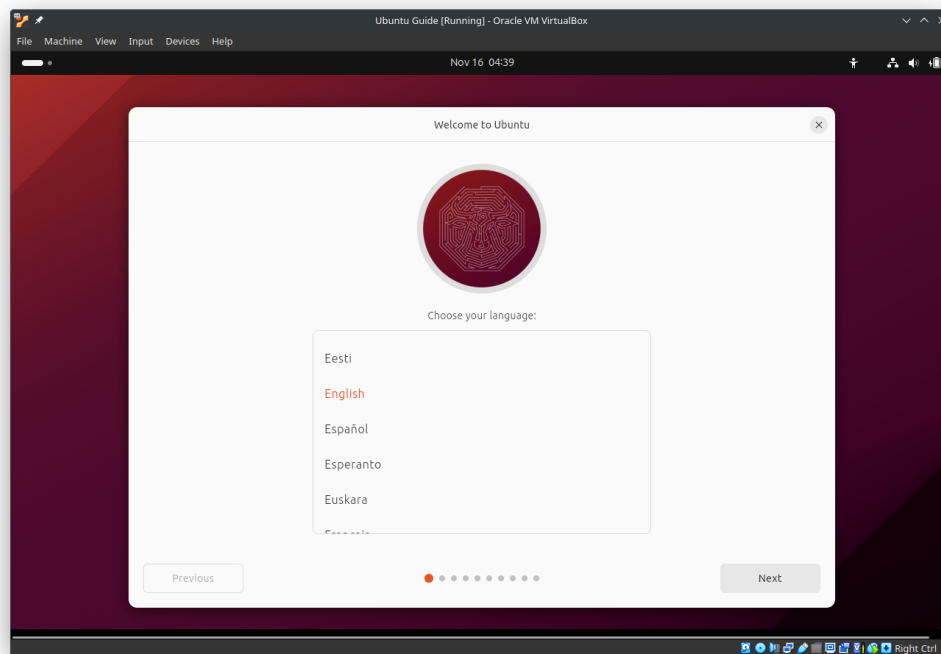 Ubuntu Guide [Running] - Oracle VM VirtualBox
File Machine View Input Devices Help
Nov 16 04:39
Welcome to Ubuntu
Choose your language:
Eesti
English
Español
Esperanto
Euskara
Previous
Next
Right Ctrl